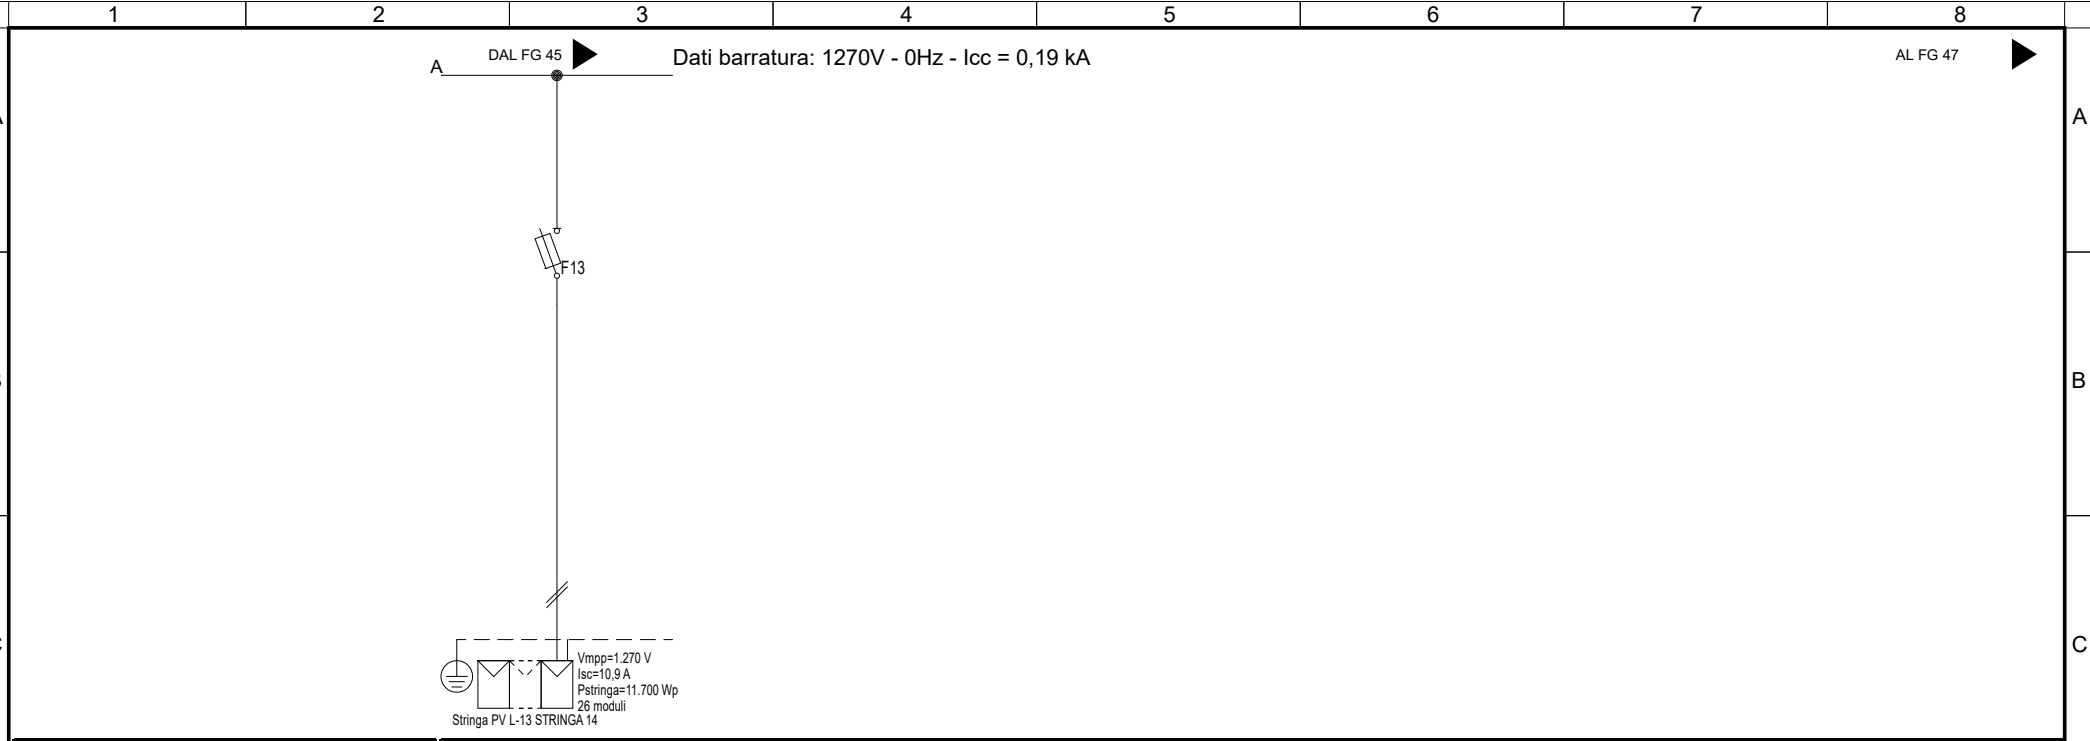 1 2 3 4 5 6 7 8
DAL FG 45
Dati barratura: 1270V - 0Hz - Icc = 0,19 kA
AL FG 47
A
A
F13
B
C
Vmpp=1.270 V
Isc=10,9 A
Pstringa=11.700 Wp
26 moduli
Stringa PV L-13 STRINGA 14